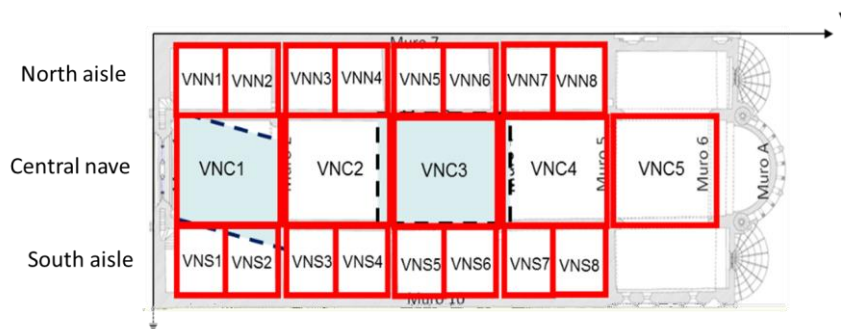 Y
Muro 7
North aisle
VNN1 VNN2 VNN3 VNN4 VNN5 VNN6 VNN7 VNN8
Central nave
VNC1 VNC2 VNC3 VNC4 Muro 5 VNC5 Muro 6 Muro A
South aisle
VNS1 VNS2 VNS3 VNS4 VNS5 VNS6 VNS7 VNS8
Muro 10